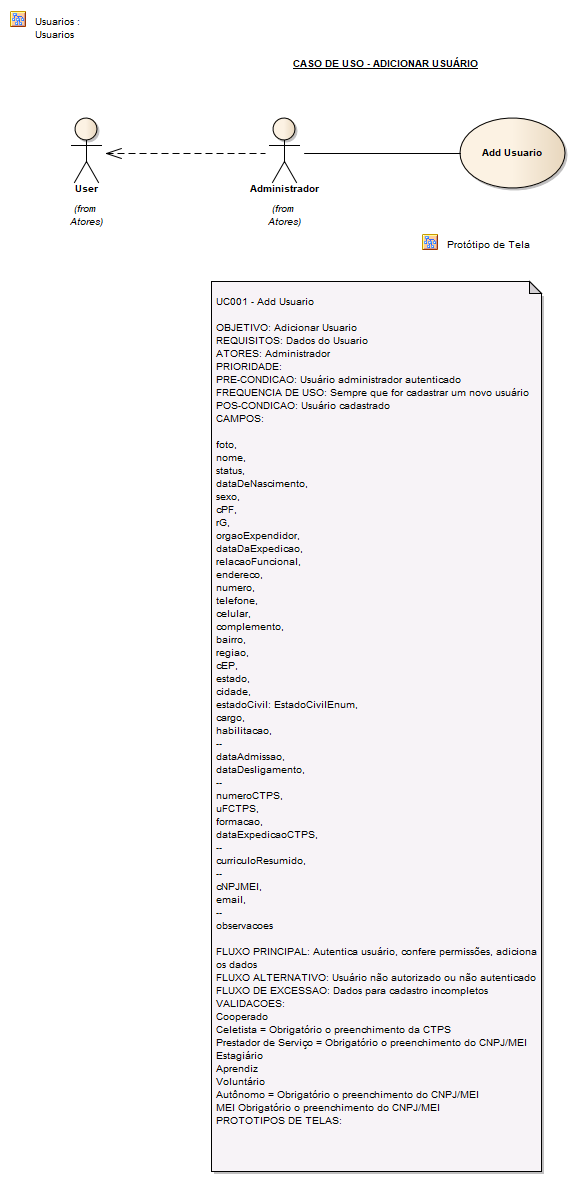 Usuarios :
Usuarios
CASO DE USO - ADICIONAR USUÁRIO
User
(from
Atores)
Administrador
(from
Atores)
Add Usuario
Protótipo de Tela
UC001 - Add Usuario
OBJETIVO: Adicionar Usuario
REQUISITOS: Dados do Usuario
ATORES: Administrador
PRIORIDADE:
PRE-CONDICAO: Usuário administrador autenticado
FREQUENCIA DE USO: Sempre que for cadastrar um novo usuário
POS-CONDICAO: Usuário cadastrado
CAMPOS:
foto,
nome,
status,
dataDeNascimento,
sexo,
cPF,
rG,
orgaoExpendidor,
dataDaExpedicao,
relacaoFuncional,
endereco,
numero,
telefone,
celular,
complemento,
bairro,
regiao,
cEP,
estado,
cidade,
estadoCivil: EstadoCivilEnum,
cargo,
habilitacao,
--
dataAdmissao,
dataDesligamento,
--
numeroCTPS,
uFCTPS,
formacao,
dataExpedicaoCTPS,
--
curriculoResumido,
--
cNPJMEI,
email,
--
observacoes
FLUXO PRINCIPAL: Autentica usuário, confere permissões, adiciona
os dados
FLUXO ALTERNATIVO: Usuário não autorizado ou não autenticado
FLUXO DE EXCESSAO: Dados para cadastro incompletos
VALIDACOES:
Cooperado
Celetista = Obrigatório o preenchimento da CTPS
Prestador de Serviço = Obrigatório o preenchimento do CNPJ/MEI
Estagiário
Aprendiz
Voluntário
Autônomo = Obrigatório o preenchimento do CNPJ/MEI
MEI Obrigatório o preenchimento do CNPJ/MEI
PROTOTIPOS DE TELAS: